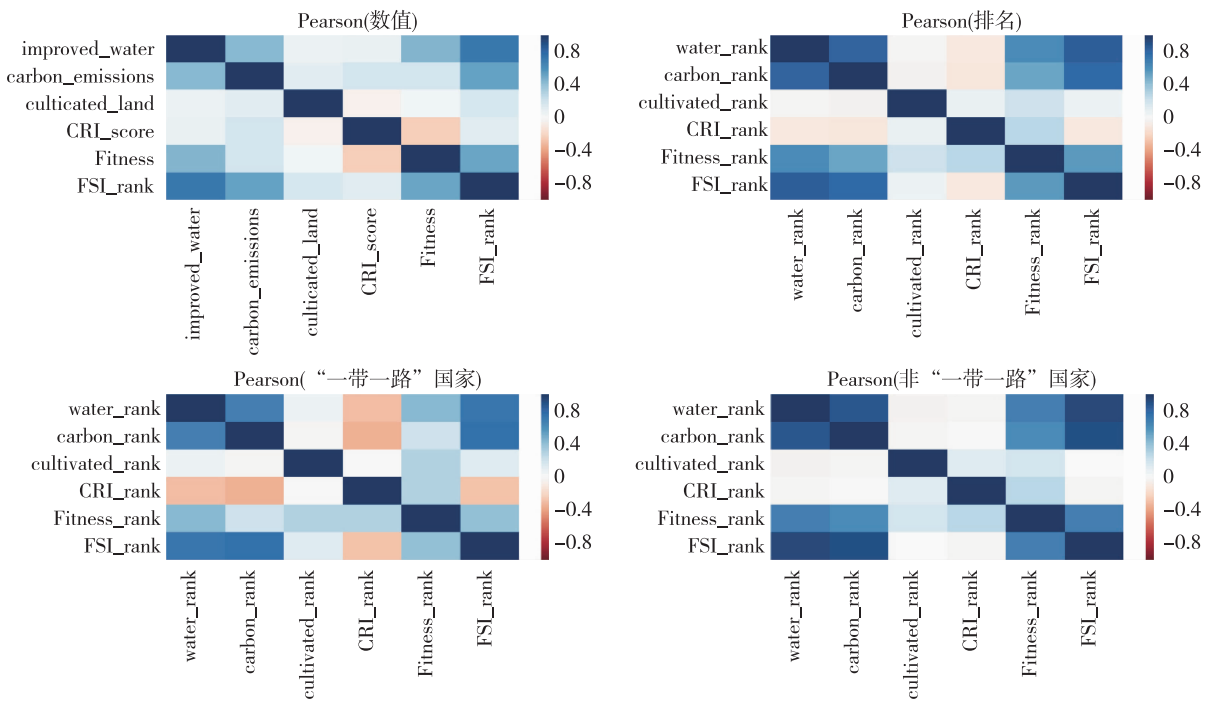 Pearson(数值)
improved_water
carbon_emissions
culticated_land
CRI_score
Fitness
FSI_rank
0.8
0.4
0
−0.4
−0.8
improved_water
carbon_emissions
culticated_land
CRI_score
Fitness
FSI_rank
Pearson(排名)
water_rank
carbon_rank
cultivated_rank
CRI_rank
Fitness_rank
FSI_rank
0.8
0.4
0
−0.4
−0.8
water_rank
carbon_rank
cultivated_rank
CRI_rank
Fitness_rank
FSI_rank
Pearson(“一带一路”国家)
water_rank
carbon_rank
cultivated_rank
CRI_rank
Fitness_rank
FSI_rank
0.8
0.4
0
−0.4
−0.8
water_rank
carbon_rank
cultivated_rank
CRI_rank
Fitness_rank
FSI_rank
Pearson(非“一带一路”国家)
water_rank
carbon_rank
cultivated_rank
CRI_rank
Fitness_rank
FSI_rank
0.8
0.4
0
−0.4
−0.8
water_rank
carbon_rank
cultivated_rank
CRI_rank
Fitness_rank
FSI_rank